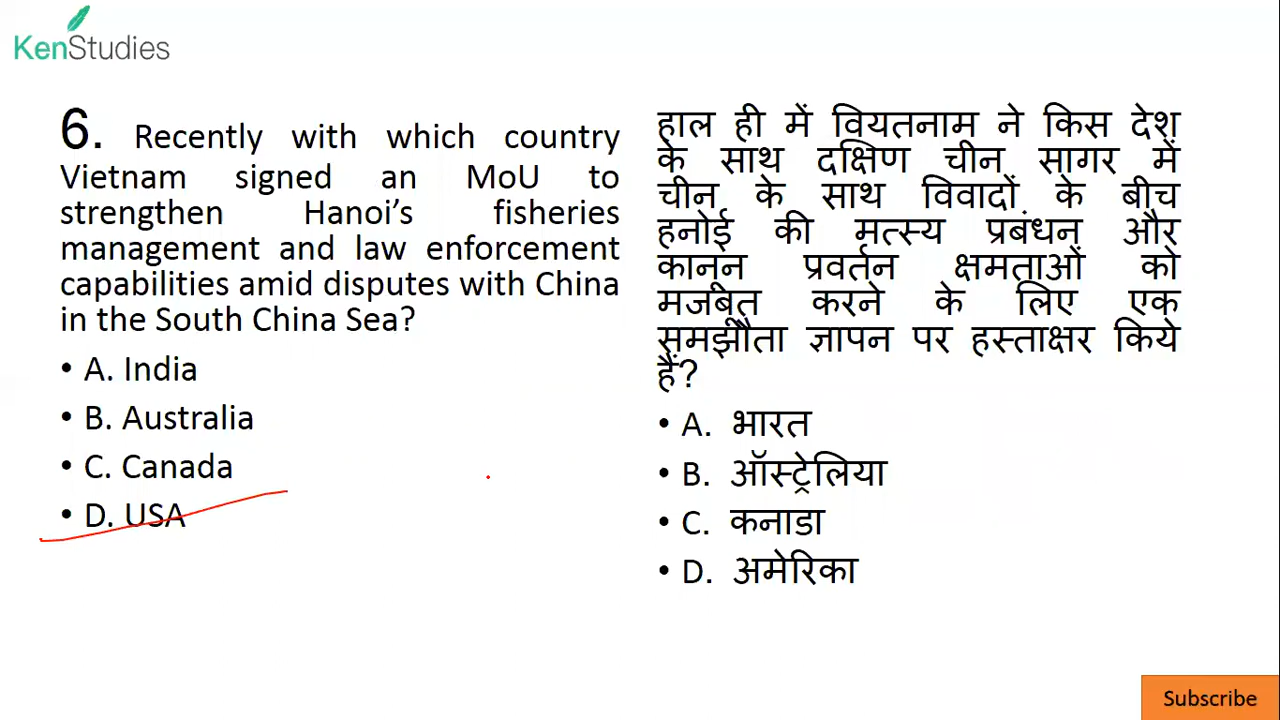 KenStudies
6. Recently with which country
Vietnam signed an MoU to
strengthen Hanoi’s fisheries
management and law enforcement
capabilities amid disputes with China
in the South China Sea?
• A. India
• B. Australia
• C. Canada
• D. USA
हाल ही में वियतनाम ने किस देश
के साथ दक्षिण चीन सागर में
चीन के साथ विवादों के बीच
हनोई की मत्स्य प्रबंधन और
कानून प्रवर्तन क्षमताओं को
मजबूत करने के लिए एक
समझौता ज्ञापन पर हस्ताक्षर किये
हैं?
• A. भारत
• B. ऑस्ट्रेलिया
• C. कनाडा
• D. अमेरिका
Subscribe